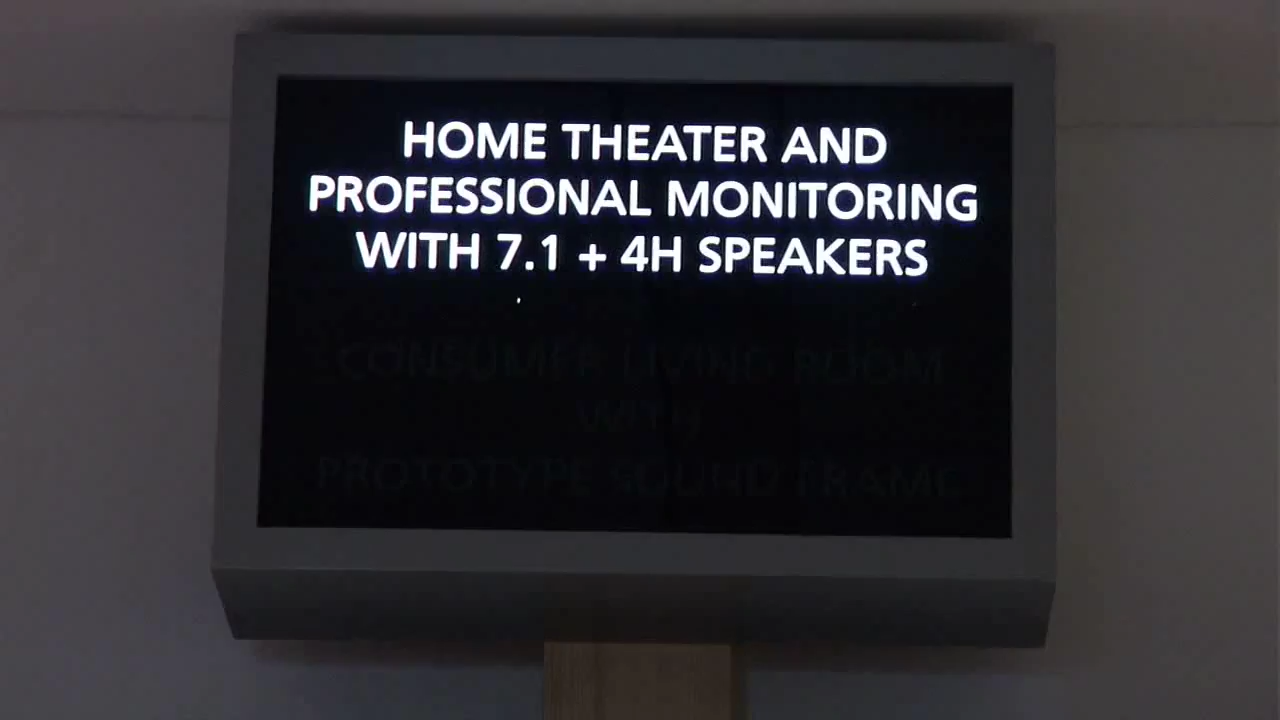 HOME THEATER AND
PROFESSIONAL MONITORING
WITH 7.1 + 4H SPEAKERS
CONSUMER LIVING ROOM
WITH
PROTOTYPE SOUND FRAME